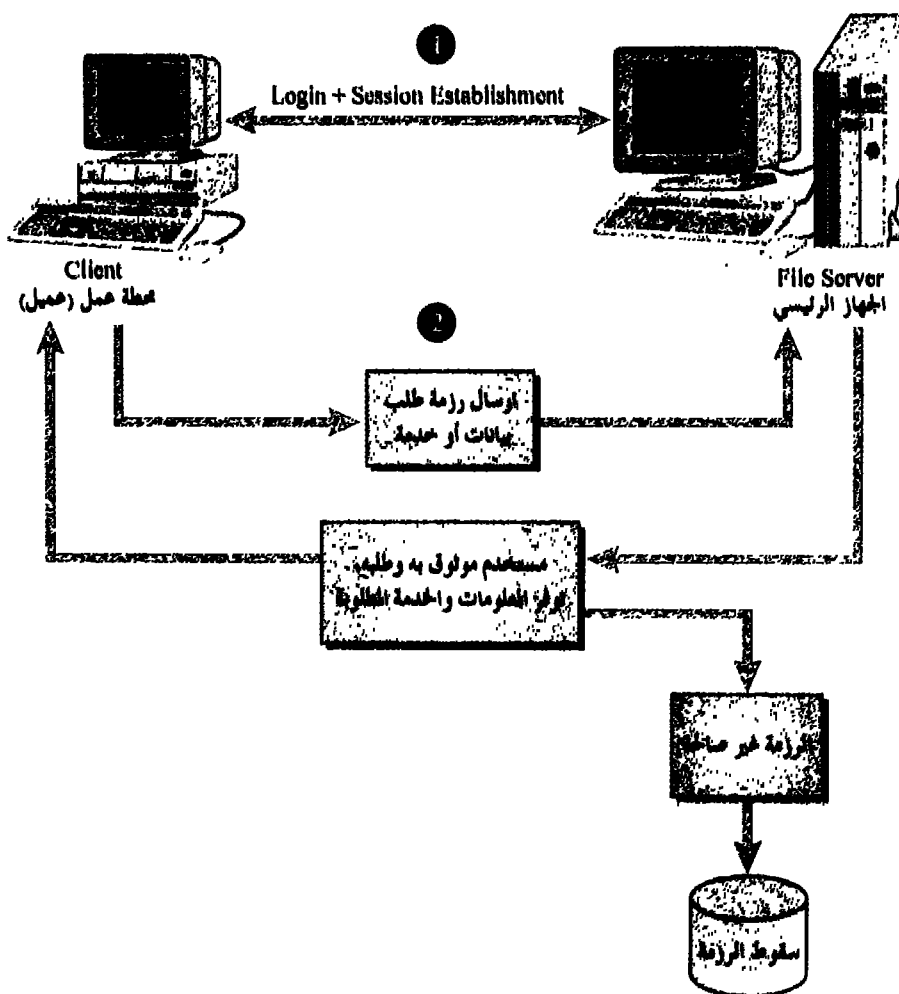 1
Login + Session Establishment
Client
محطة عمل (عميل)
File Server
الجهاز الرئيسي
2
إرسال رزمة طلب
بيانات أو خدمة
مستخدم موثوق به وطلبه
توفر المعلومات والخدمة المطلوبة
الرزمة غير صالحة
سقوط الرزمة